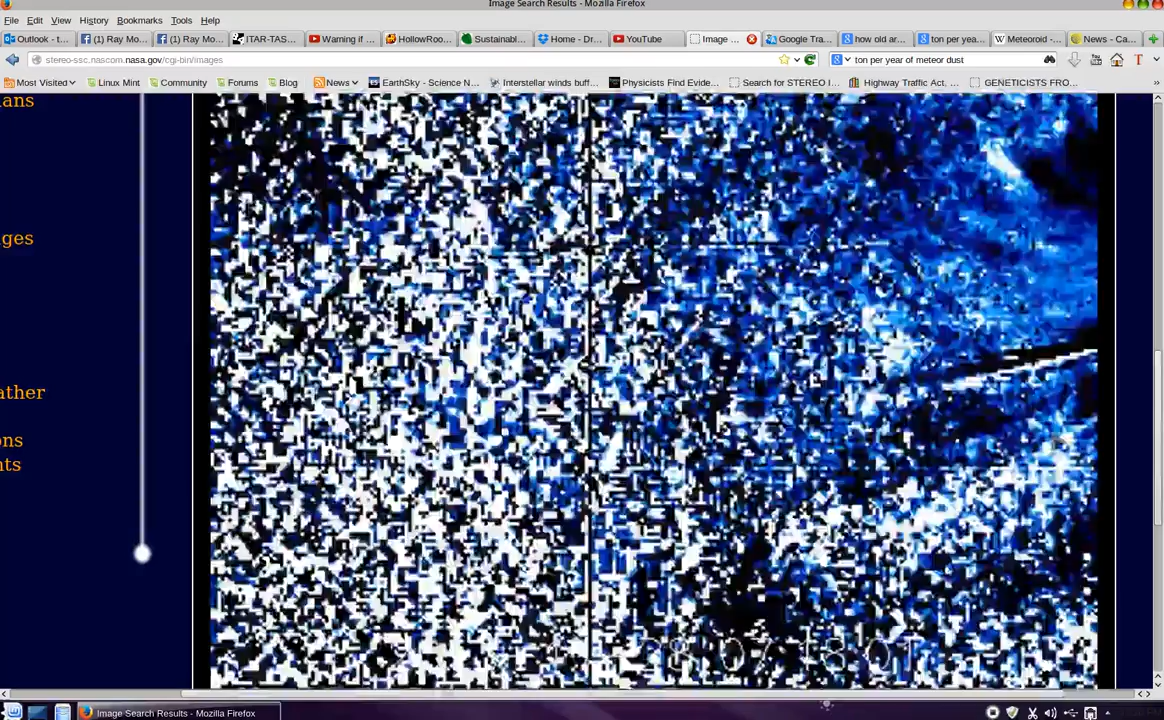 Image Search Results - Mozilla Firefox
File Edit View History Bookmarks Tools Help
Outlook - t... (1) Ray Mo... (1) Ray Mo... ITAR-TAS... Warning if ... HollowRoo... Sustainabl... Home - Dr... YouTube Image ... Google Tra... how old ar... ton per yea... Meteoroid -... News - Ca...
stereo-ssc.nascom.nasa.gov/cgi-bin/images ton per year of meteor dust
Most Visited Linux Mint Community Forums Blog News EarthSky - Science N... Interstellar winds buff... Physicists Find Evide... Search for STEREO I... Highway Traffic Act, ... GENETICISTS FRO... »
ans
ges
ather
ons
nts
Image Search Results - Mozilla Firefox